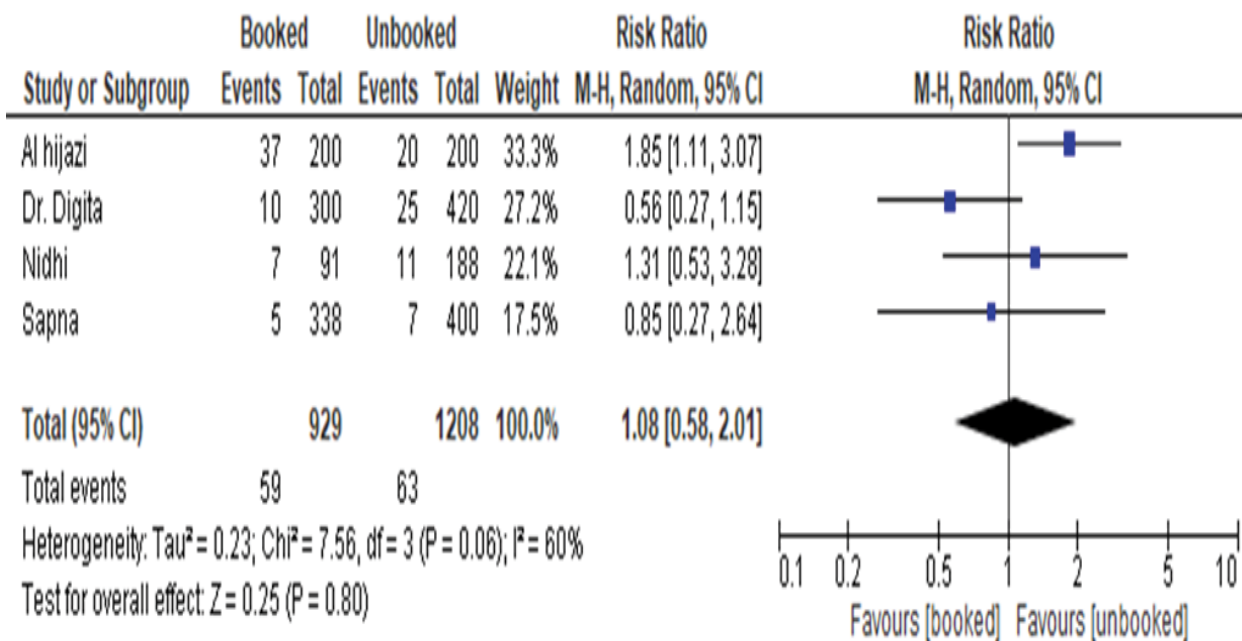 Booked Unbooked Risk Ratio Risk Ratio
Study or Subgroup Events Total Events Total Weight M-H, Random, 95% CI M-H, Random, 95% CI
Al hijazi 37 200 20 200 33.3% 1.85 [1.11, 3.07]
Dr. Digita 10 300 25 420 27.2% 0.56 [0.27, 1.15]
Nidhi 7 91 11 188 22.1% 1.31 [0.53, 3.28]
Sapna 5 338 7 400 17.5% 0.85 [0.27, 2.64]
Total (95% CI) 929 1208 100.0% 1.08 [0.58, 2.01]
Total events 59 63
Heterogeneity: Tau² = 0.23; Chi² = 7.56, df = 3 (P = 0.06); I² = 60%
Test for overall effect: Z = 0.25 (P = 0.80)
0.1 0.2 0.5 1 2 5 10
Favours [booked] Favours [unbooked]